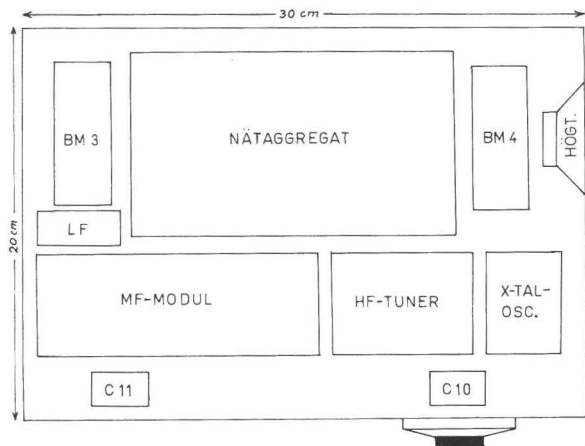 30 cm
BM 3
NÄTAGGREGAT
BM 4
HÖGT.
20 cm
LF
MF-MODUL
HF-TUNER
X-TAL-
OSC.
C 11
C 10